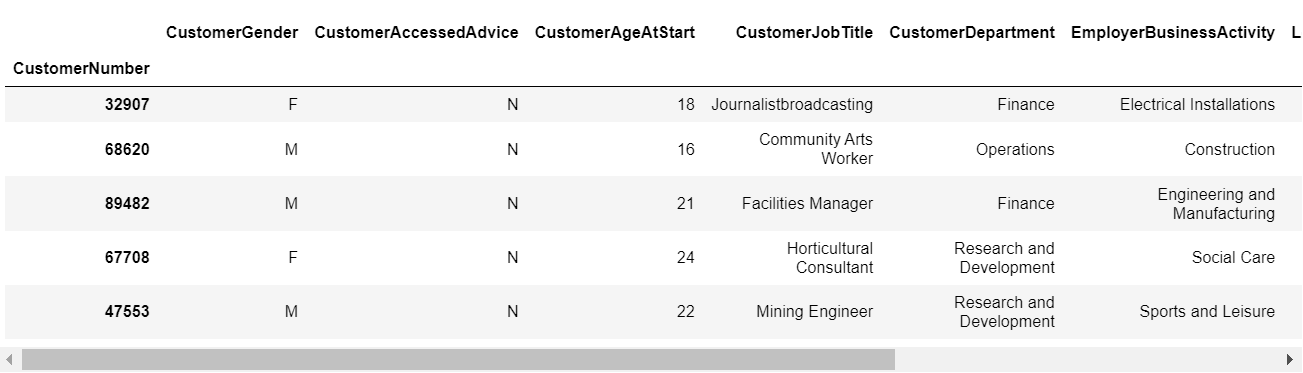 CustomerGender CustomerAccessedAdvice CustomerAgeAtStart CustomerJobTitle CustomerDepartment EmployerBusinessActivity L
CustomerNumber
32907 F N 18 Journalistbroadcasting Finance Electrical Installations
68620 M N 16 Community Arts Worker Operations Construction
89482 M N 21 Facilities Manager Finance Engineering and Manufacturing
67708 F N 24 Horticultural Consultant Research and Development Social Care
47553 M N 22 Mining Engineer Research and Development Sports and Leisure